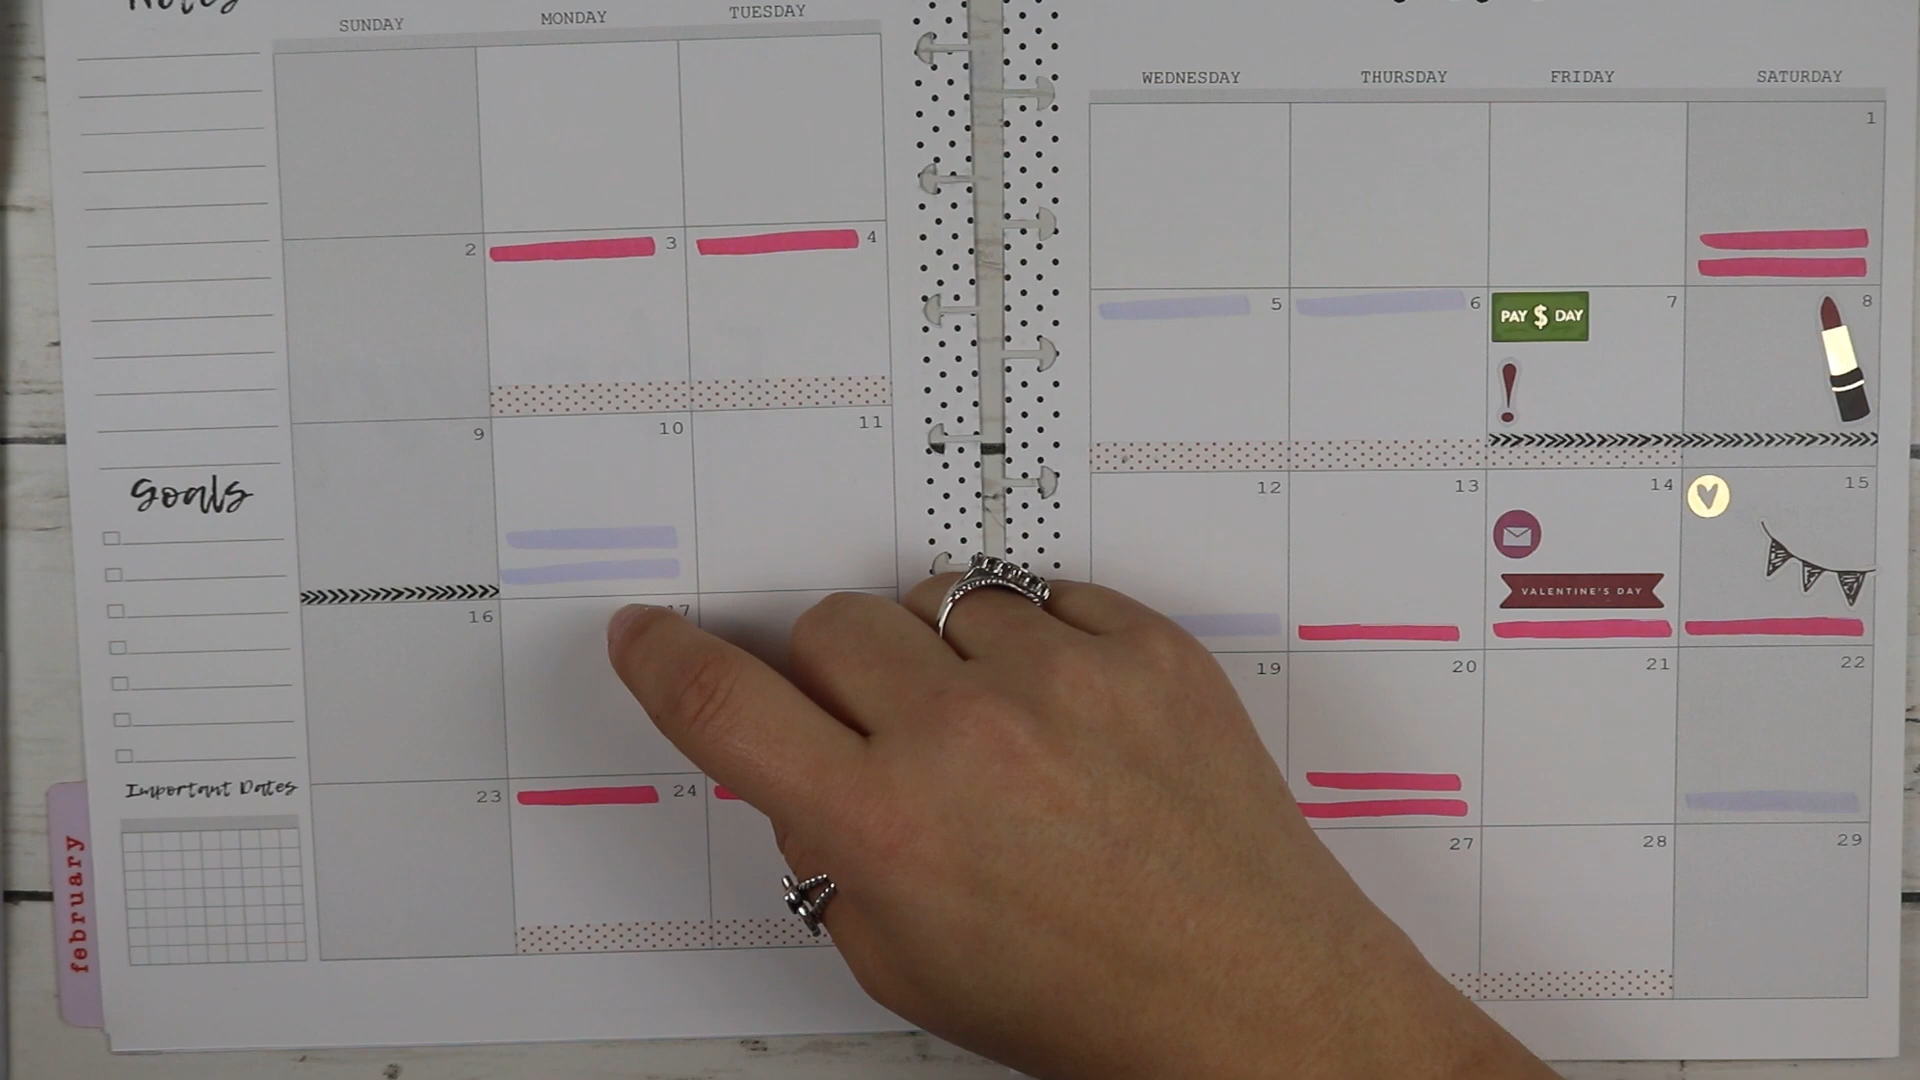 Notes
SUNDAY MONDAY TUESDAY
WEDNESDAY THURSDAY FRIDAY SATURDAY
1
2 3 4
5 6 PAY $ DAY 7 8
!
9 10 11
12 13 14 15
VALENTINE'S DAY
Goals
16 17
19 20 21 22
Important Dates
23 24
27 28 29
february